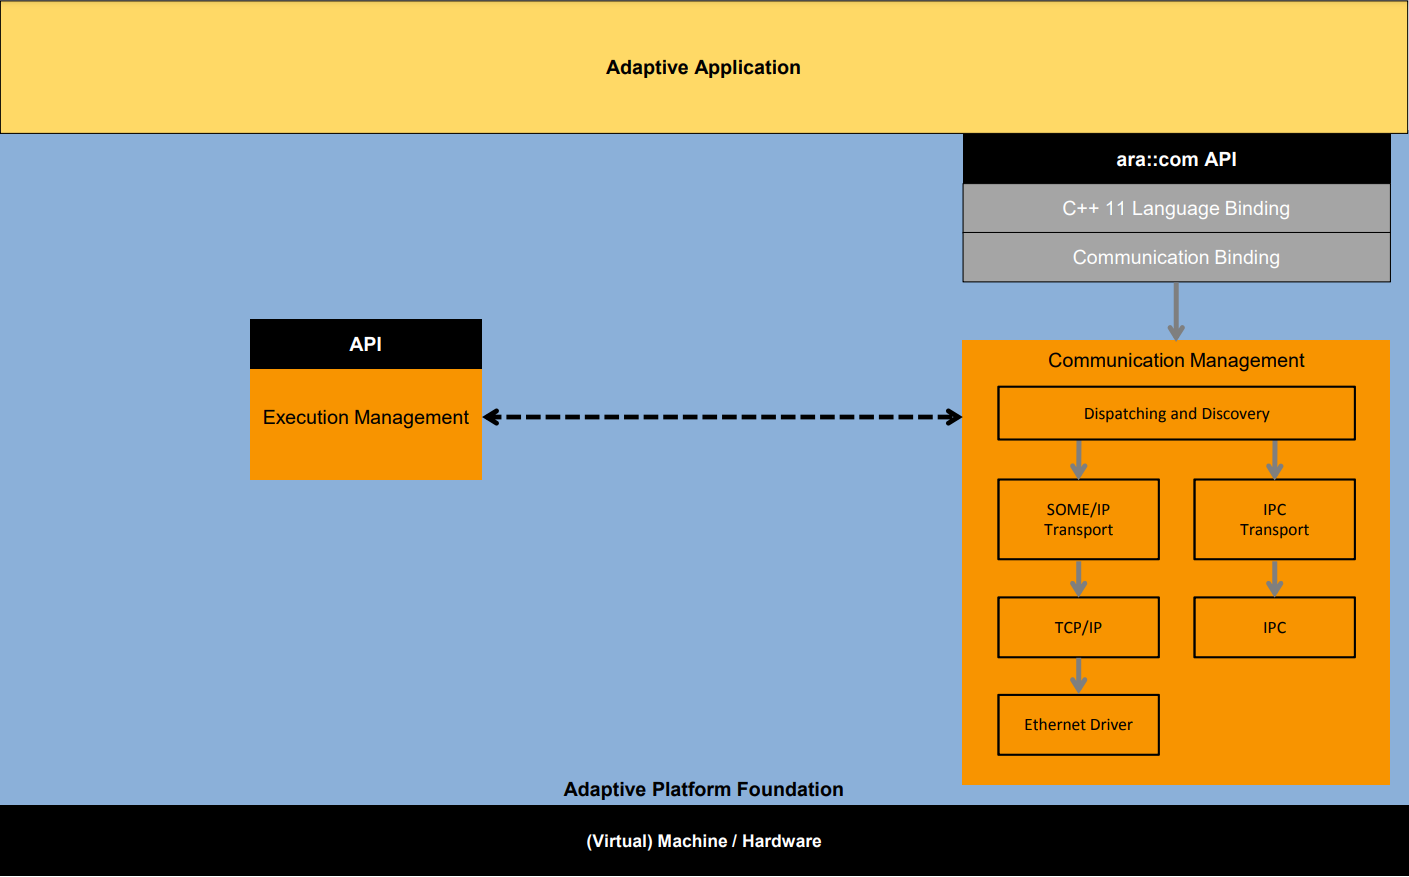 Adaptive Application
ara::com API
C++ 11 Language Binding
Communication Binding
API
Execution Management
Communication Management
Dispatching and Discovery
SOME/IP
Transport
IPC
Transport
TCP/IP
IPC
Ethernet Driver
Adaptive Platform Foundation
(Virtual) Machine / Hardware